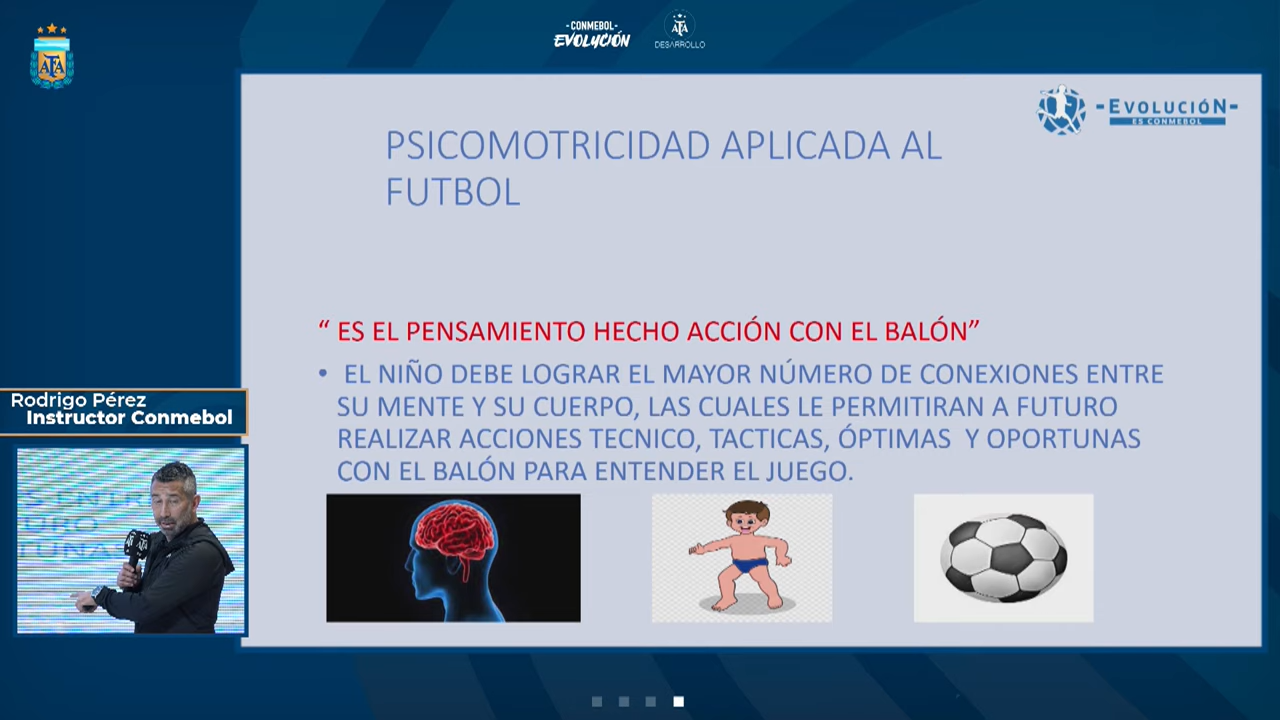 -CONMEBOL-
EVOLUCIÓN
AFA
DESARROLLO
AFA
-EVOLUCIÓN-
ES CONMEBOL
PSICOMOTRICIDAD APLICADA AL
FUTBOL
“ ES EL PENSAMIENTO HECHO ACCIÓN CON EL BALÓN”
• EL NIÑO DEBE LOGRAR EL MAYOR NÚMERO DE CONEXIONES ENTRE
SU MENTE Y SU CUERPO, LAS CUALES LE PERMITIRAN A FUTURO
REALIZAR ACCIONES TECNICO, TACTICAS, ÓPTIMAS Y OPORTUNAS
CON EL BALÓN PARA ENTENDER EL JUEGO.
Rodrigo Pérez
Instructor Conmebol